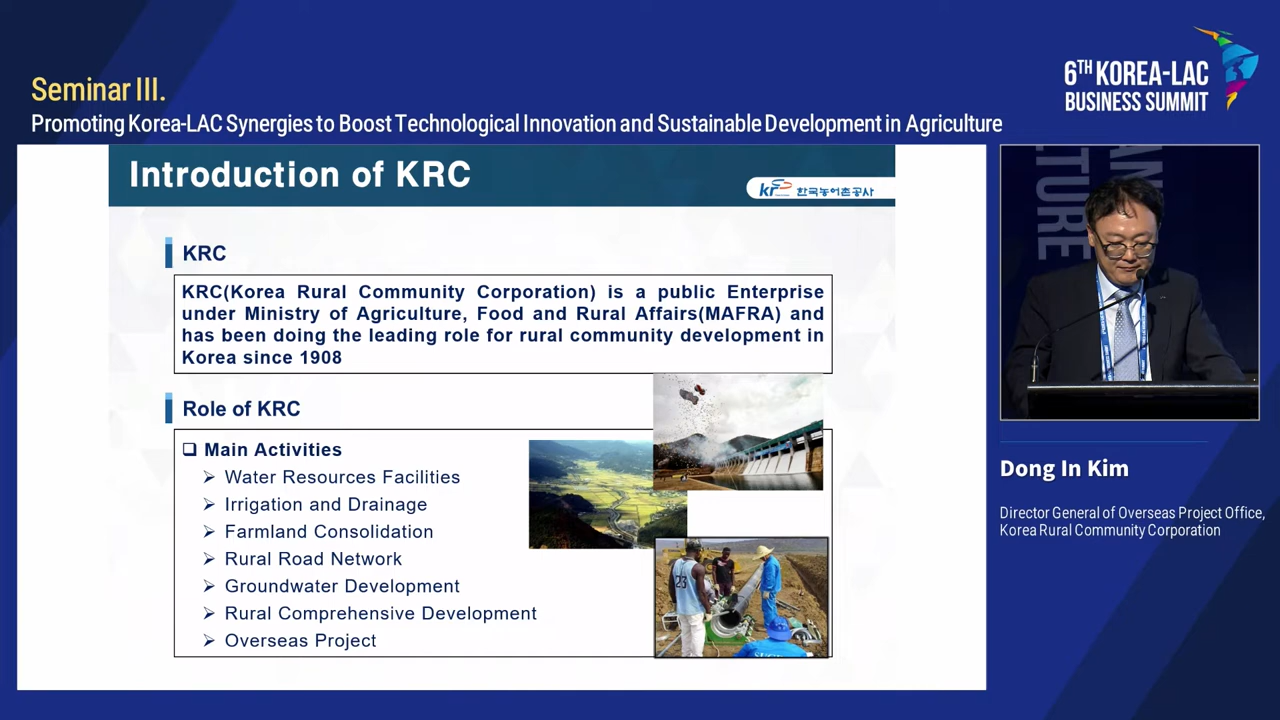 Seminar III.
Promoting Korea-LAC Synergies to Boost Technological Innovation and Sustainable Development in Agriculture
6TH KOREA-LAC
BUSINESS SUMMIT
Introduction of KRC
kr 한국농어촌공사
KRC
KRC(Korea Rural Community Corporation) is a public Enterprise
under Ministry of Agriculture, Food and Rural Affairs(MAFRA) and
has been doing the leading role for rural community development in
Korea since 1908
Role of KRC
❑ Main Activities
➢ Water Resources Facilities
➢ Irrigation and Drainage
➢ Farmland Consolidation
➢ Rural Road Network
➢ Groundwater Development
➢ Rural Comprehensive Development
➢ Overseas Project
23
Dong In Kim
Director General of Overseas Project Office,
Korea Rural Community Corporation